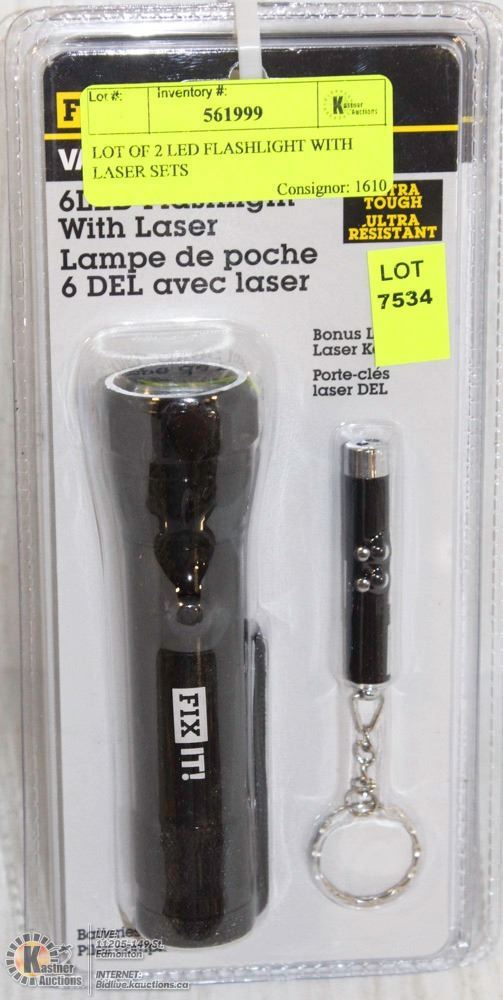 Lot #: Inventory #:
561999
Kastner
Auctions
LOT OF 2 LED FLASHLIGHT WITH
LASER SETS
Consignor: 1610
With Laser
TOUGH
ULTRA
RÉSISTANT
Lampe de poche
6 DEL avec laser
LOT
7534
Bonus
Laser
Porte-clés
laser DEL
FIX IT!
LIVE:
11205-149 St.
Edmonton
INTERNET:
Bidlive.kauctions.ca
Kastner
Auctions